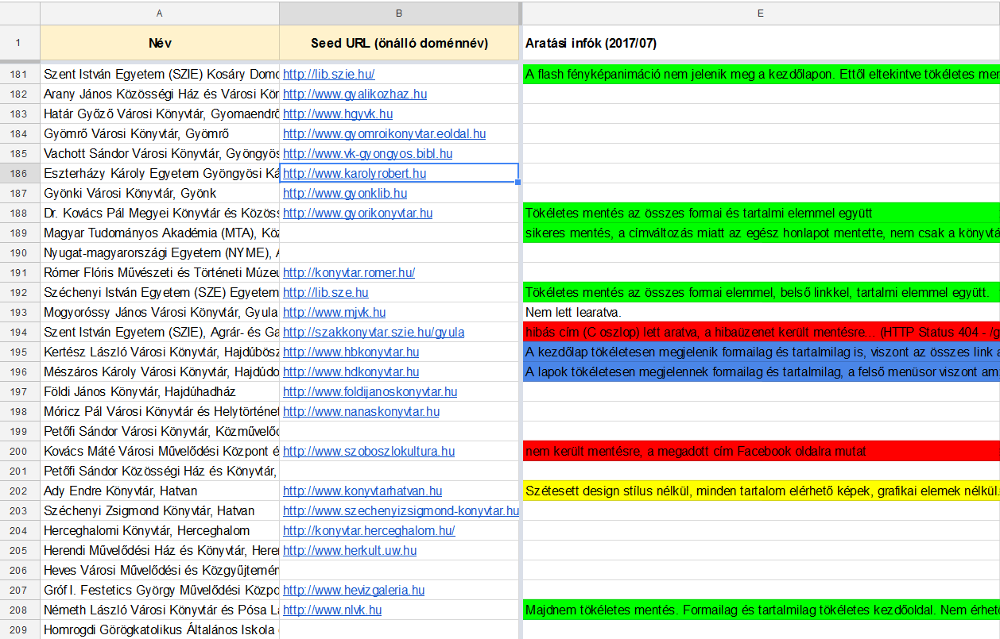 A B E
1 Név Seed URL (önálló doménnév) Aratási infók (2017/07)
181 Szent István Egyetem (SZIE) Kosáry Domo http://lib.szie.hu/ A flash fényképanimáció nem jelenik meg a kezdőlapon. Ettől eltekintve tökéletes men
182 Arany János Közösségi Ház és Városi Kön http://www.gyalikozhaz.hu
183 Határ Győző Városi Könyvtár, Gyomaendrő http://www.hgyvk.hu
184 Gyömrő Városi Könyvtár, Gyömrő http://www.gyomroikonyvtar.eoldal.hu
185 Vachott Sándor Városi Könyvtár, Gyöngyös http://www.vk-gyongyos.bibl.hu
186 Eszterházy Károly Egyetem Gyöngyösi Ká http://www.karolyrobert.hu
187 Gyönki Városi Könyvtár, Gyönk http://www.gyonklib.hu
188 Dr. Kovács Pál Megyei Könyvtár és Közöss http://www.gyorikonyvtar.hu Tökéletes mentés az összes formai és tartalmi elemmel együtt
189 Magyar Tudományos Akadémia (MTA), Köz sikeres mentés, a címváltozás miatt az egész honlapot mentette, nem csak a könyvtá
190 Nyugat-magyarországi Egyetem (NYME), A
191 Rómer Flóris Művészeti és Történeti Múzeu http://konyvtar.romer.hu/
192 Széchenyi István Egyetem (SZE) Egyetem http://lib.sze.hu Tökéletes mentés az összes formai elemmel, belső linkkel, tartalmi elemmel együtt.
193 Mogyoróssy János Városi Könyvtár, Gyula http://www.mjvk.hu Nem lett learatva.
194 Szent István Egyetem (SZIE), Agrár- és Ga http://szakkonyvtar.szie.hu/gyula hibás cím (C oszlop) lett aratva, a hibaüzenet került mentésre... (HTTP Status 404 - /g
195 Kertész László Városi Könyvtár, Hajdúbösz http://www.hbkonyvtar.hu A kezdőlap tökéletesen megjelenik formailag és tartalmilag is, viszont az összes link a
196 Mészáros Károly Városi Könyvtár, Hajdúdo http://www.hdkonyvtar.hu A lapok tökéletesen megjelennek formailag és tartalmilag, a felső menüsor viszont am
197 Földi János Könyvtár, Hajdúhadház http://www.foldijanoskonyvtar.hu
198 Móricz Pál Városi Könyvtár és Helytörténet http://www.nanaskonyvtar.hu
199 Petőfi Sándor Városi Könyvtár, Közművelőd
200 Kovács Máté Városi Művelődési Központ é http://www.szoboszlokultura.hu nem került mentésre, a megadott cím Facebook oldalra mutat
201 Petőfi Sándor Közösségi Ház és Könyvtár,
202 Ady Endre Könyvtár, Hatvan http://www.konyvtarhatvan.hu Szétesett design stílus nélkül, minden tartalom elérhető képek, grafikai elemek nélkül.
203 Széchenyi Zsigmond Könyvtár, Hatvan http://www.szechenyizsigmond-konyvtar.hu
204 Herceghalomi Könyvtár, Herceghalom http://konyvtar.herceghalom.hu/
205 Herendi Művelődési Ház és Könyvtár, Heren http://www.herkult.uw.hu
206 Heves Városi Művelődési és Közgyűjtemén
207 Gróf I. Festetics György Művelődési Közpo http://www.hevizgaleria.hu
208 Németh László Városi Könyvtár és Pósa La http://www.nlvk.hu Majdnem tökéletes mentés. Formailag és tartalmilag tökéletes kezdőoldal. Nem érhető
209 Homrogdi Görögkatolikus Általános Iskola